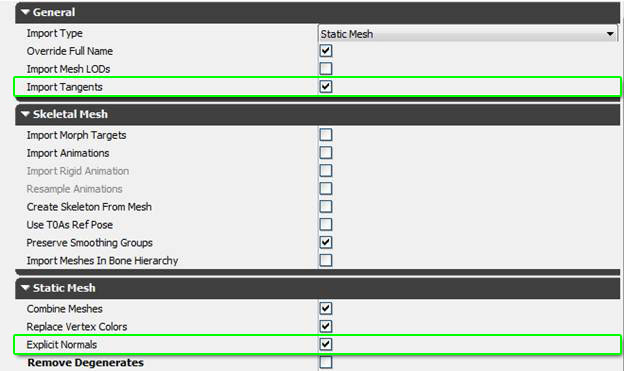 General
Import Type Static Mesh
Override Full Name
Import Mesh LODs
Import Tangents
Skeletal Mesh
Import Morph Targets
Import Animations
Import Rigid Animation
Resample Animations
Create Skeleton From Mesh
Use T0As Ref Pose
Preserve Smoothing Groups
Import Meshes In Bone Hierarchy
Static Mesh
Combine Meshes
Replace Vertex Colors
Explicit Normals
Remove Degenerates